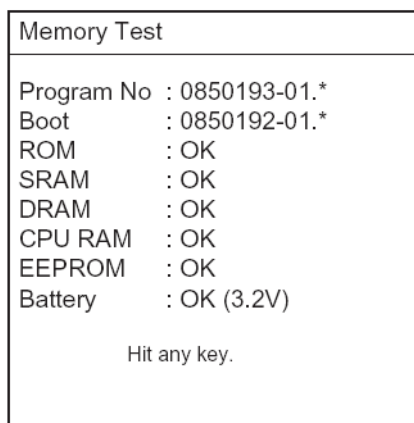 Memory Test
Program No : 0850193-01.*
Boot : 0850192-01.*
ROM : OK
SRAM : OK
DRAM : OK
CPU RAM : OK
EEPROM : OK
Battery : OK (3.2V)
Hit any key.